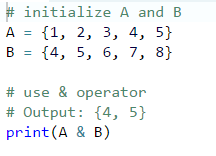 # initialize A and B
A = {1, 2, 3, 4, 5}
B = {4, 5, 6, 7, 8}
# use & operator
# Output: {4, 5}
print(A & B)